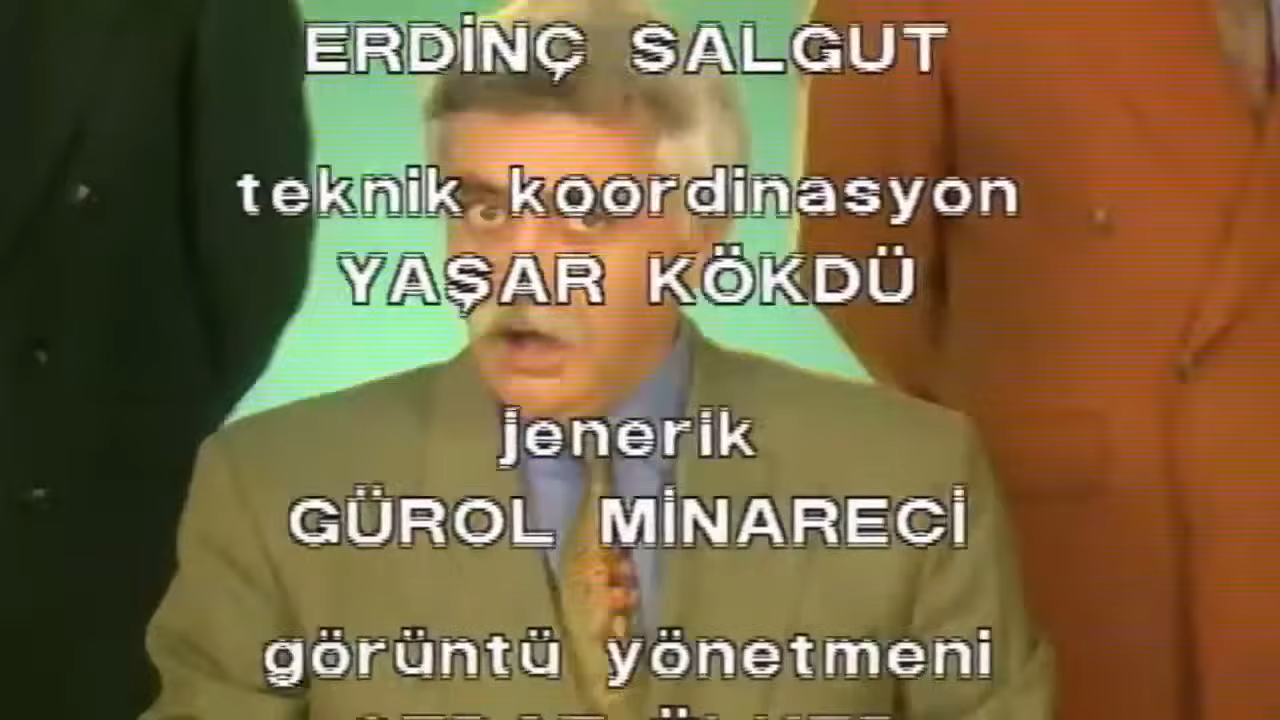 ERDİNÇ SALGUT
teknik koordinasyon
YAŞAR KÖKDÜ
jenerik
GÜROL MİNARECİ
görüntü yönetmeni